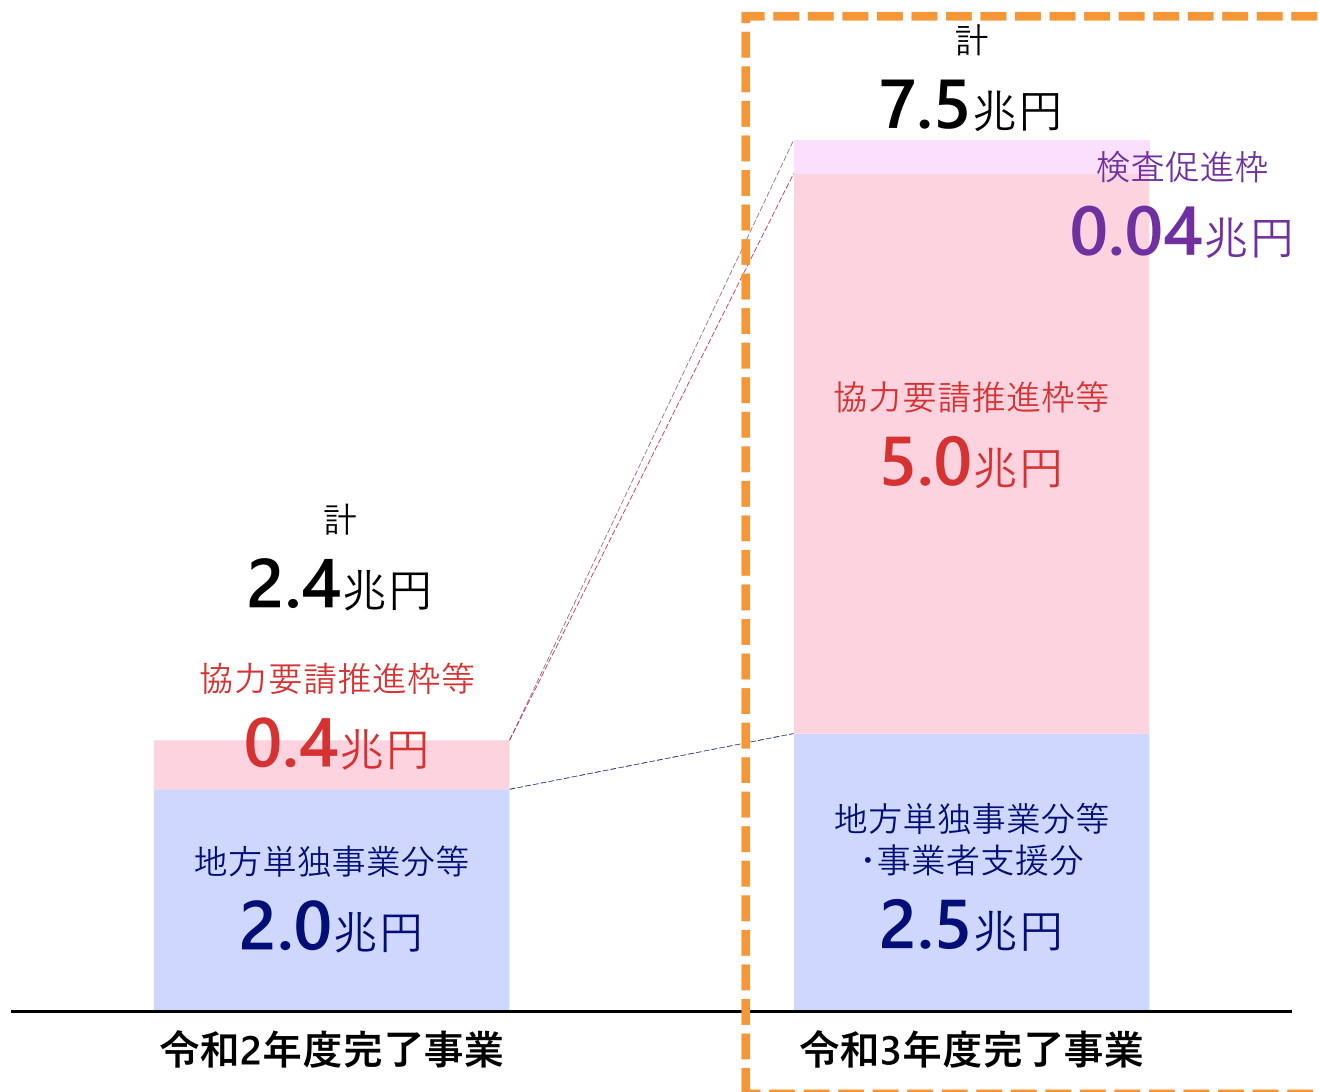 計
7.5兆円
検査促進枠
0.04兆円
協力要請推進枠等
5.0兆円
計
2.4兆円
協力要請推進枠等
0.4兆円
地方単独事業分等
2.0兆円
地方単独事業分等
・事業者支援分
2.5兆円
令和2年度完了事業
令和3年度完了事業